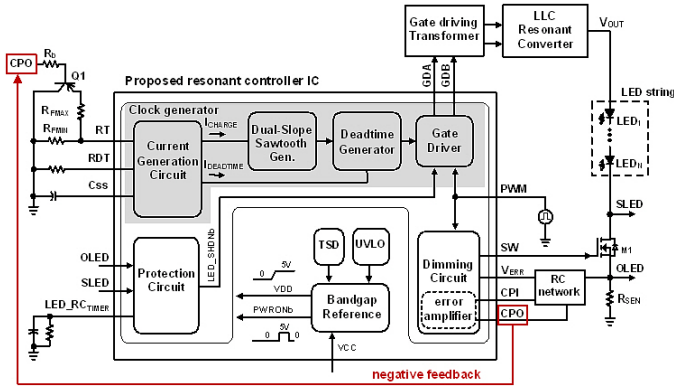 Gate driving
Transformer
LLC
Resonant
Converter
VOUT
CPO
Rb
Q1
Proposed resonant controller IC
GDA
GDB
LED string
RFMAX
RFMIN
RT
RDT
Css
Clock generator
Current
Generation
Circuit
ICHARGE
IDEADTIME
Dual-Slope
Sawtooth
Gen.
Deadtime
Generator
Gate
Driver
LED1
LEDN
PWM
SLED
OLED
SLED
LED_RCTIMER
Protection
Circuit
LED_SHDNb
TSD
UVLO
0
5V
VDD
PWRONb
5V
0
Bandgap
Reference
VCC
Dimming
Circuit
error
amplifier
SW
VERR
CPI
CPO
RC
network
M1
OLED
RSEN
negative feedback